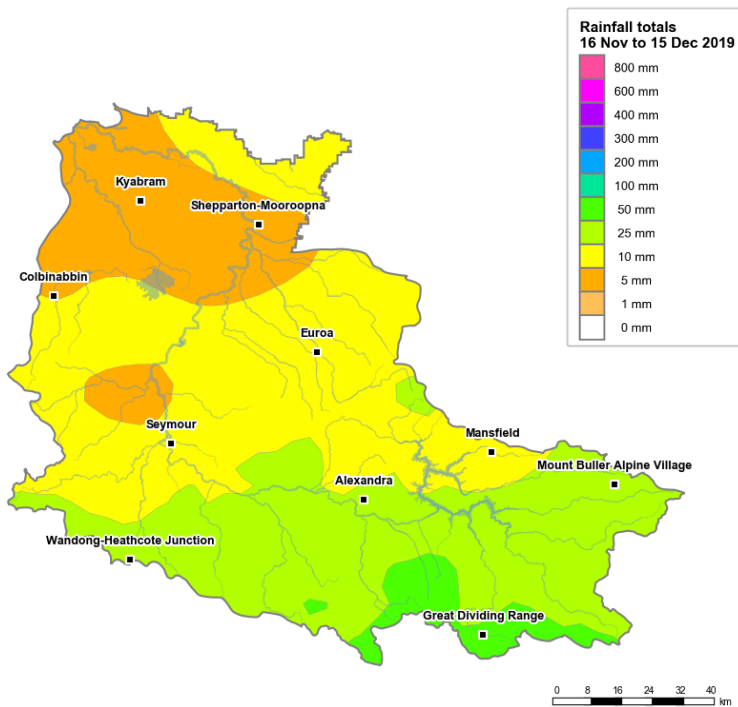 Rainfall totals
16 Nov to 15 Dec 2019
800 mm
600 mm
400 mm
300 mm
200 mm
100 mm
50 mm
25 mm
10 mm
5 mm
1 mm
0 mm
Kyabram
Shepparton-Mooroopna
Colbinabbin
Euroa
Seymour
Mansfield
Mount Buller Alpine Village
Alexandra
Wandong-Heathcote Junction
Great Dividing Range
0 8 16 24 32 40
km